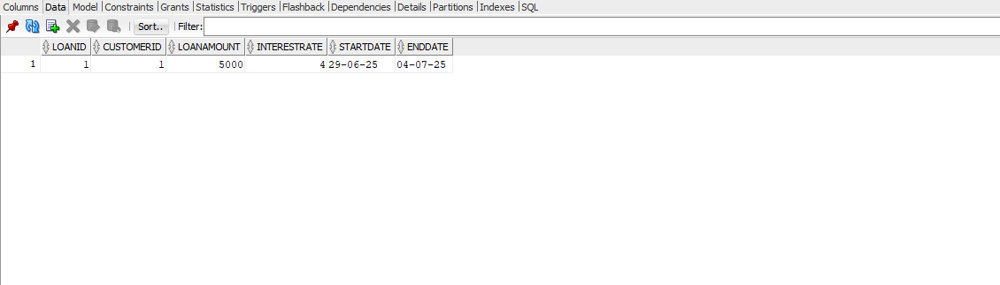 Columns Data Model Constraints Grants Statistics Triggers Flashback Dependencies Details Partitions Indexes SQL
Sort.. Filter:
LOANID CUSTOMERID LOANAMOUNT INTERESTRATE STARTDATE ENDDATE
1 1 1 5000 4 29-06-25 04-07-25